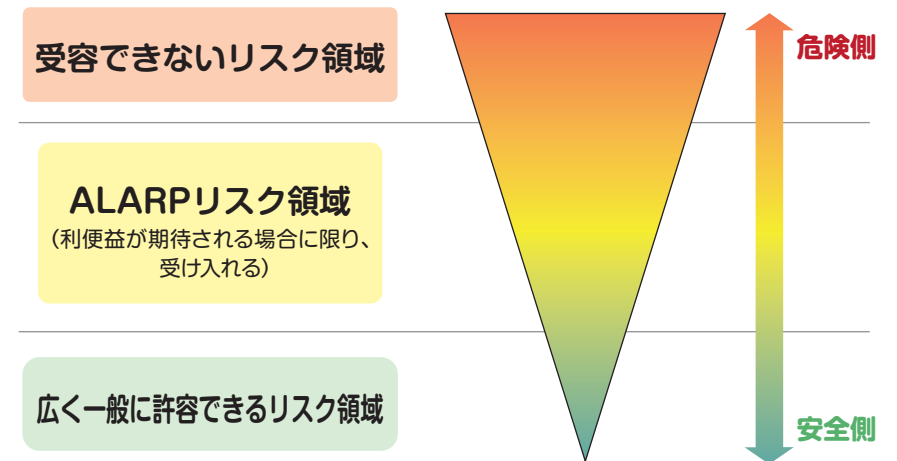 受容できないリスク領域
危険側
ALARPリスク領域
（利便益が期待される場合に限り、
受け入れる）
広く一般に許容できるリスク領域
安全側